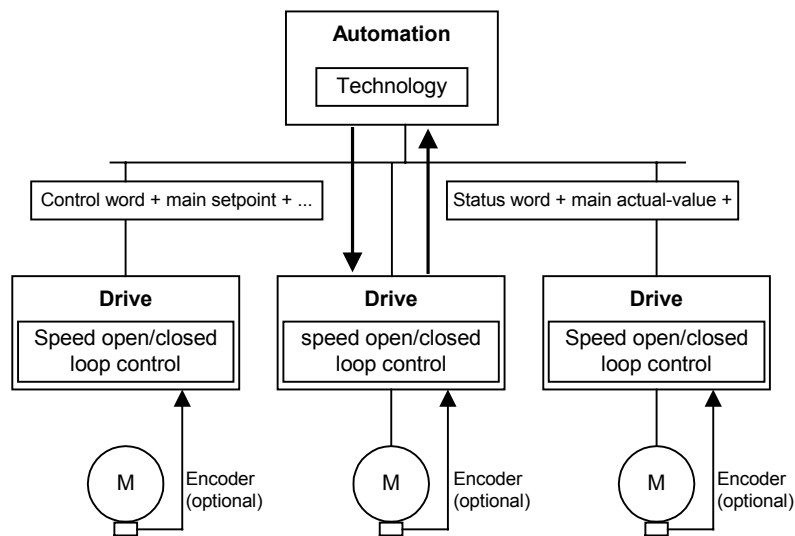 Automation
Technology
Control word + main setpoint + ...
Status word + main actual-value +
Drive
Speed open/closed
loop control
Drive
speed open/closed
loop control
Drive
Speed open/closed
loop control
M
Encoder
(optional)
M
Encoder
(optional)
M
Encoder
(optional)